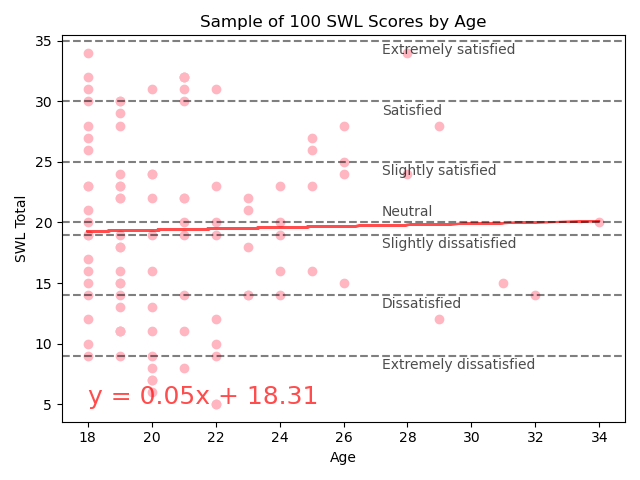 Sample of 100 SWL Scores by Age
SWL Total
35
30
25
20
15
10
5
Extremely satisfied
Satisfied
Slightly satisfied
Neutral
Slightly dissatisfied
Dissatisfied
Extremely dissatisfied
y = 0.05x + 18.31
18 20 22 24 26 28 30 32 34
Age